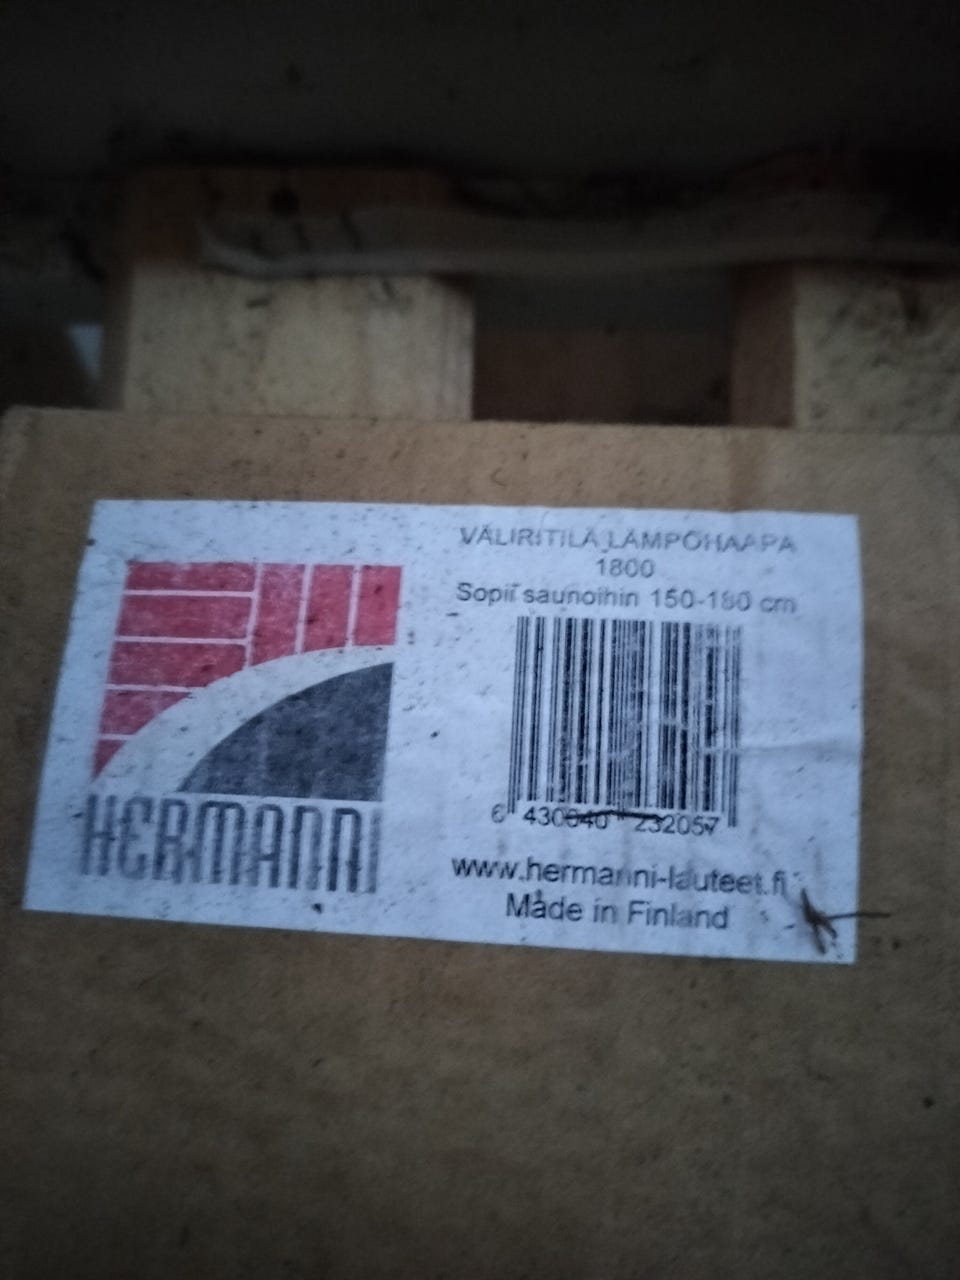 VÄLIRITILÄ LÄMPÖHAAPA
1800
Sopii saunoihin 150-180 cm
HERMANNI
6 430040 232057
www.hermanni-lauteet.fi
Made in Finland